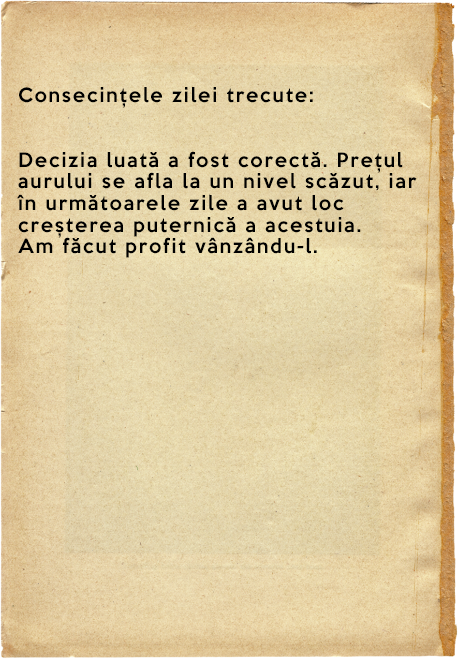 Consecințele zilei trecute:
Decizia luată a fost corectă. Prețul
aurului se afla la un nivel scăzut, iar
în următoarele zile a avut loc
creșterea puternică a acestuia.
Am făcut profit vânzându-l.